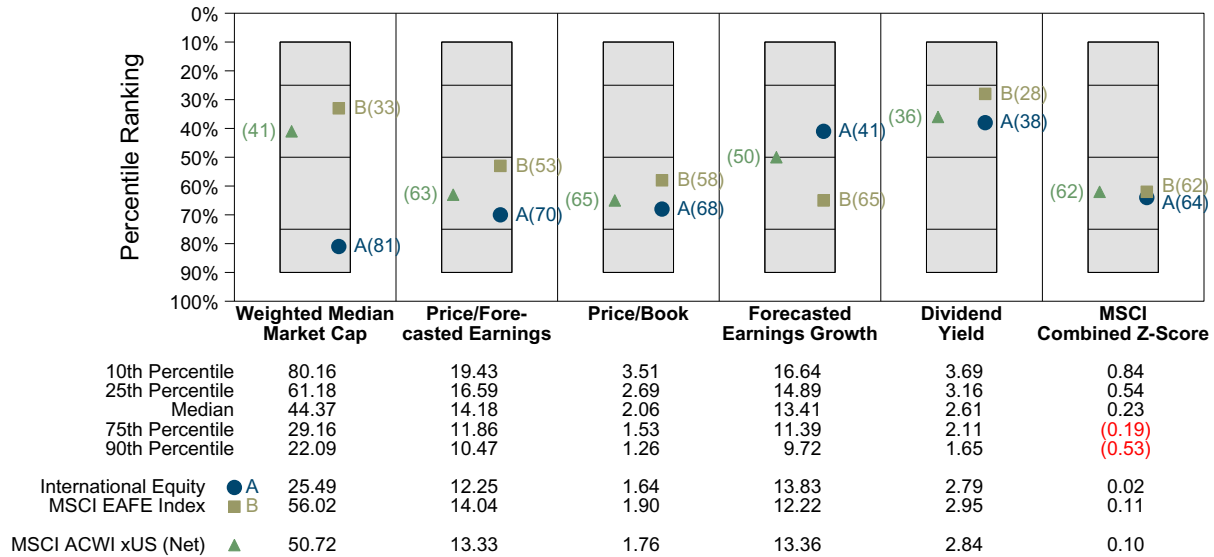 Percentile Ranking
0%
10%
20%
30%
40%
50%
60%
70%
80%
90%
100%
(41)
B(33)
A(81)
(63)
B(53)
A(70)
(65)
B(58)
A(68)
(50)
A(41)
B(65)
(36)
B(28)
A(38)
(62)
B(62)
A(64)
Weighted Median
Market Cap
Price/Fore-
casted Earnings
Price/Book
Forecasted
Earnings Growth
Dividend
Yield
MSCI
Combined Z-Score
10th Percentile 80.16 19.43 3.51 16.64 3.69 0.84
25th Percentile 61.18 16.59 2.69 14.89 3.16 0.54
Median 44.37 14.18 2.06 13.41 2.61 0.23
75th Percentile 29.16 11.86 1.53 11.39 2.11 (0.19)
90th Percentile 22.09 10.47 1.26 9.72 1.65 (0.53)
International Equity A 25.49 12.25 1.64 13.83 2.79 0.02
MSCI EAFE Index B 56.02 14.04 1.90 12.22 2.95 0.11
MSCI ACWI xUS (Net) 50.72 13.33 1.76 13.36 2.84 0.10